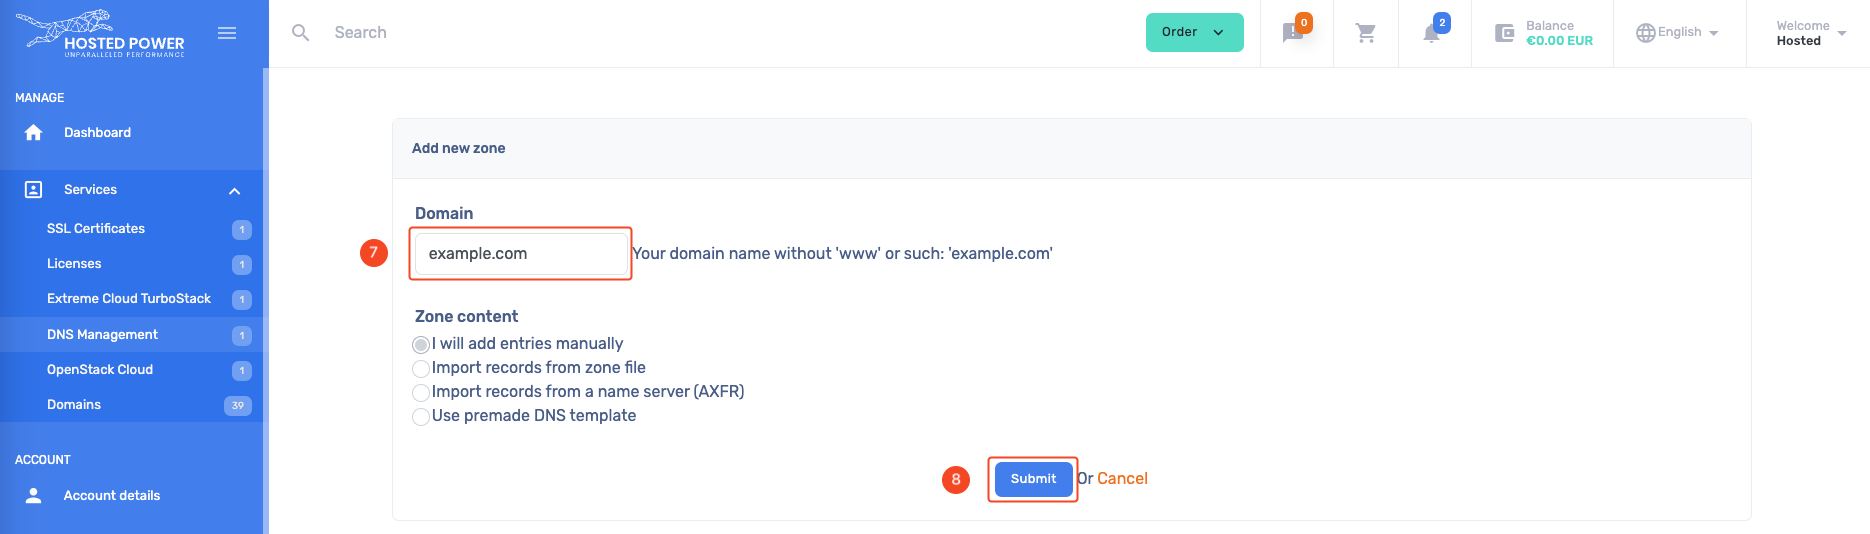 HOSTED POWER
UNPARALLELED PERFORMANCE
Search
Order
0
2
Balance
€0.00 EUR
English
Welcome
Hosted
MANAGE
Dashboard
Services
SSL Certificates 1
Licenses 1
Extreme Cloud TurboStack 1
DNS Management 1
OpenStack Cloud 1
Domains 39
ACCOUNT
Account details
Add new zone
Domain
7 example.com Your domain name without 'www' or such: 'example.com'
Zone content
I will add entries manually
Import records from zone file
Import records from a name server (AXFR)
Use premade DNS template
8 Submit Or Cancel